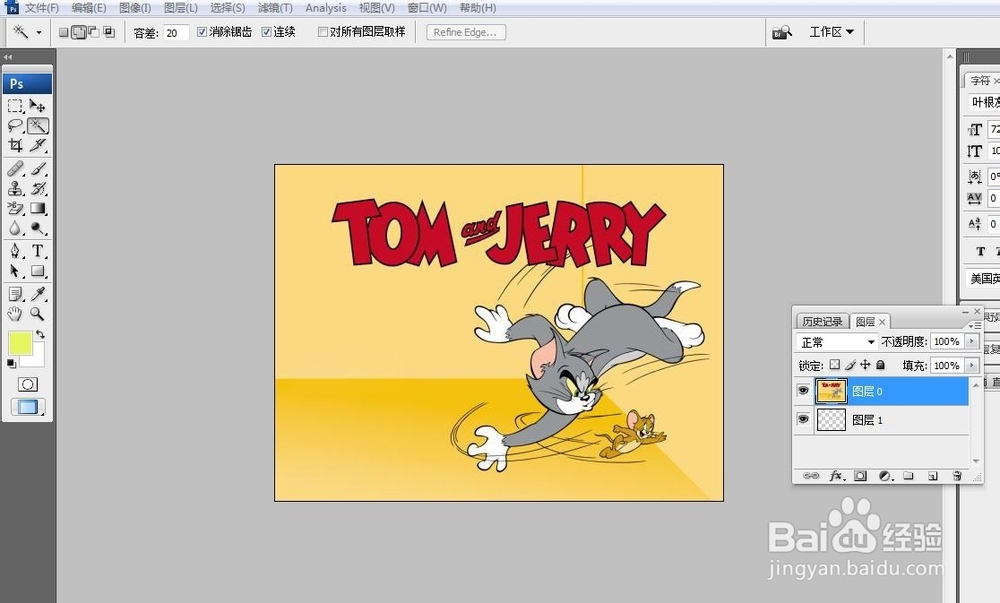 文件(F) 编辑(E) 图像(I) 图层(L) 选择(S) 滤镜(T) Analysis 视图(V) 窗口(W) 帮助(H)
容差: 20 消除锯齿 连续 对所有图层取样 Refine Edge... 工作区
Ps
字符
叶根友
72
0
0
T
美国英
TOM and JERRY
历史记录 图层
正常 不透明度: 100%
锁定: 填充: 100%
图层 0
图层 1
Baidu 经验
jingyan.baidu.com